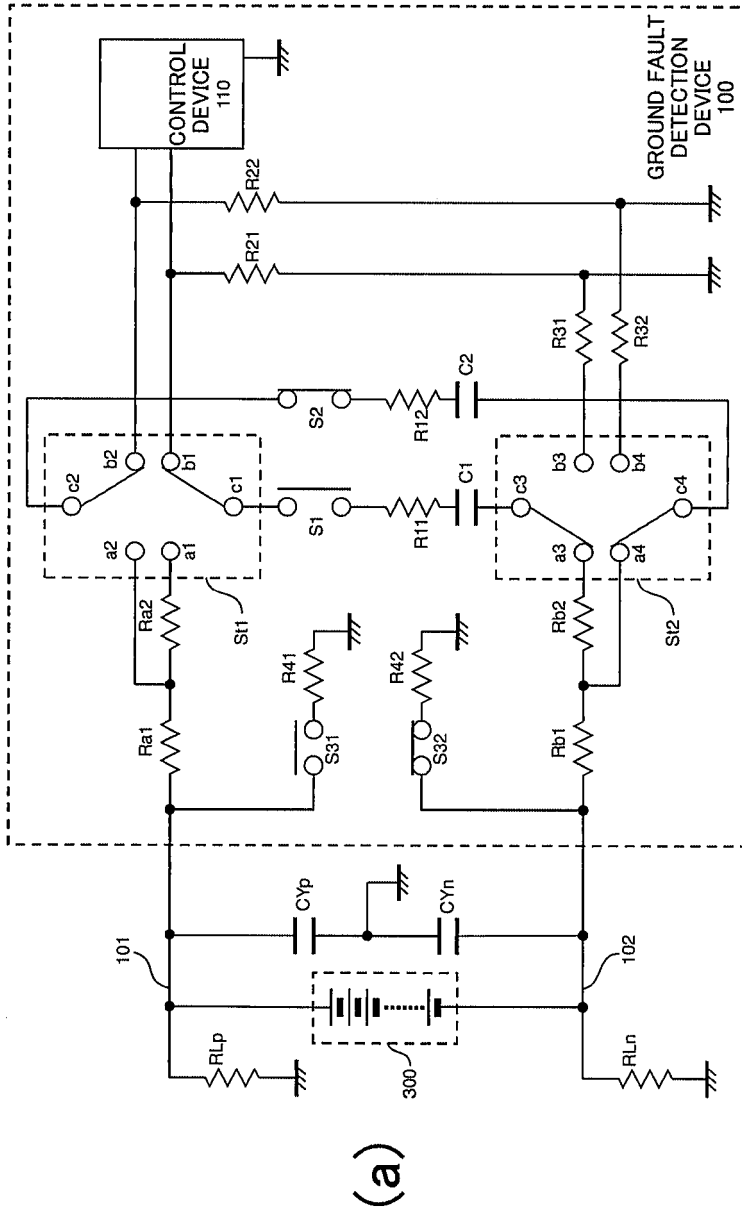 (a)
GROUND FAULT
DETECTION
DEVICE
100
CONTROL
DEVICE
110
R22
R21
b2
b1
c2
c1
a2
a1
St1
Ra2
Ra1
101
RLp
CYp
300
CYn
S31
R41
S32
R42
S2
S1
R12
C2
R11
C1
R31
R32
c3
b3
b4
c4
a3
a4
St2
Rb2
Rb1
102
RLn